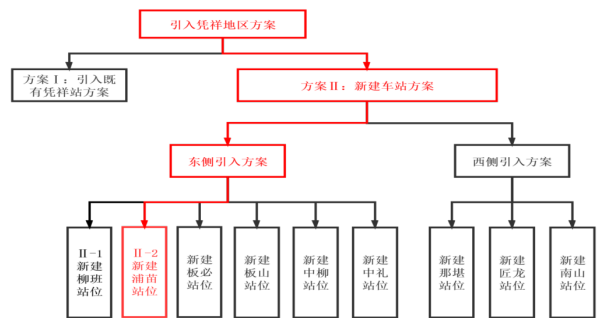 引入凭祥地区方案
方案Ⅰ：引入既
有凭祥站方案
方案Ⅱ：新建车站方案
东侧引入方案
西侧引入方案
Ⅱ-1
新建
柳班
站位
Ⅱ-2
新建
浦苗
站位
新建
板必
站位
新建
板山
站位
新建
中柳
站位
新建
中礼
站位
新建
那堪
站位
新建
匠龙
站位
新建
南山
站位